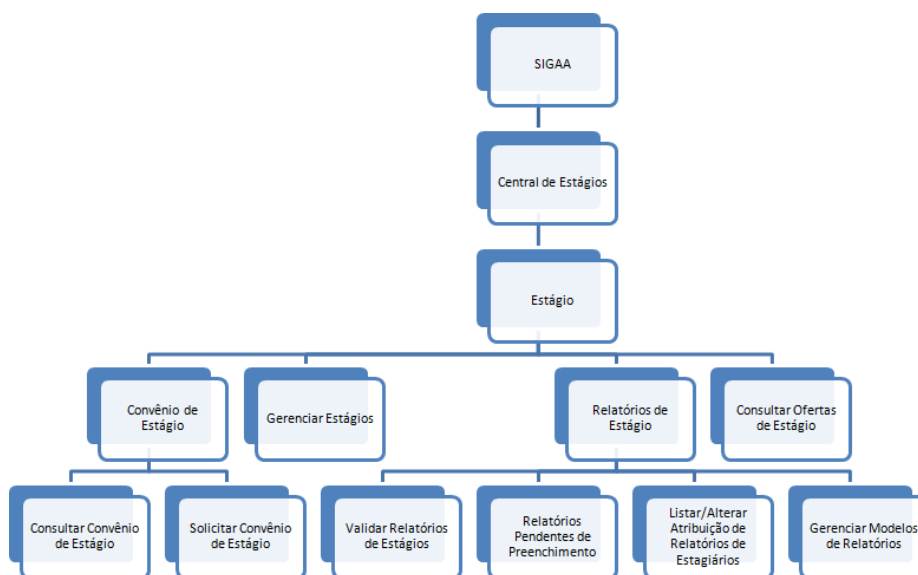 SIGAA
Central de Estágios
Estágio
Convênio de
Estágio
Gerenciar Estágios
Relatórios de
Estágio
Consultar Ofertas
de Estágio
Consultar Convênio
de Estágio
Solicitar Convênio
de Estágio
Validar Relatórios
de Estágios
Relatórios
Pendentes de
Preenchimento
Listar/Alterar
Atribuição de
Relatórios de
Estagiários
Gerenciar Modelos
de Relatórios